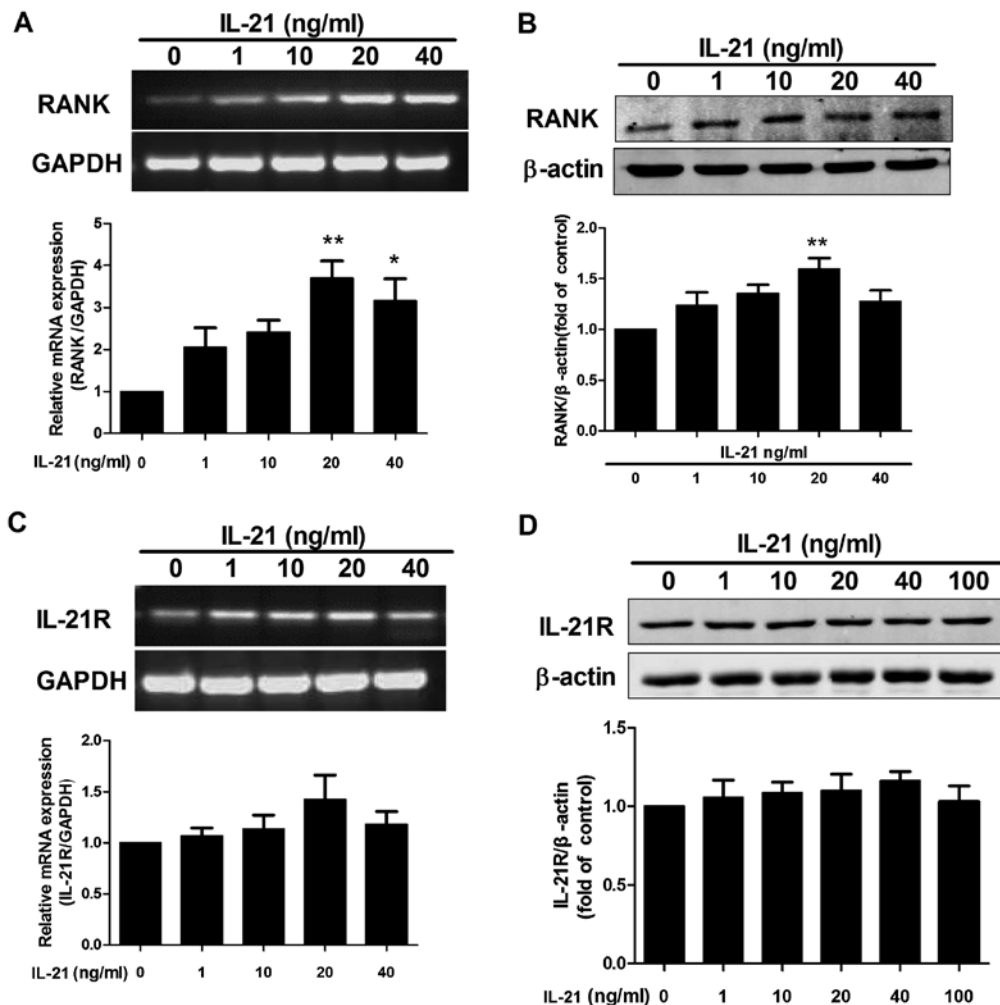 A
IL-21 (ng/ml)
0 1 10 20 40
RANK
GAPDH
Relative mRNA expression
(RANK /GAPDH)
5
4
3
2
1
0
** *
IL-21 (ng/ml) 0 1 10 20 40
B
IL-21 (ng/ml)
0 1 10 20 40
RANK
β-actin
RANK/β -actin(fold of control)
2.0
1.5
1.0
0.5
0.0
**
IL-21 ng/ml
0 1 10 20 40
C
IL-21 (ng/ml)
0 1 10 20 40
IL-21R
GAPDH
Relative mRNA expression
(IL-21R/GAPDH)
2.0
1.5
1.0
0.5
0.0
IL-21 (ng/ml) 0 1 10 20 40
D
IL-21 (ng/ml)
0 1 10 20 40 100
IL-21R
β-actin
IL-21R/β -actin
(fold of control)
1.5
1.0
0.5
0.0
IL-21 (ng/ml) 0 1 10 20 40 100